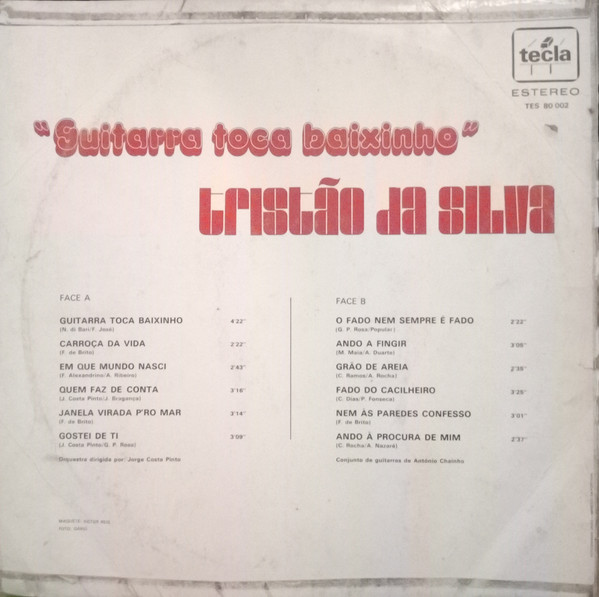 tecla
ESTEREO
TES 80 002
"Guitarra toca baixinho"
tristão da silva
FACE A
GUITARRA TOCA BAIXINHO 4'22"
(N. di Bari/F. José)
CARROÇA DA VIDA 2'22"
(F. de Brito)
EM QUE MUNDO NASCI 2'43"
(F. Alexandrino/A. Ribeiro)
QUEM FAZ DE CONTA 3'16"
(J. Costa Pinto/J. Bragança)
JANELA VIRADA P'RO MAR 3'14"
(F. de Brito)
GOSTEI DE TI 3'09"
(J. Costa Pinto/G. P. Rosa)
Orquestra dirigida por: Jorge Costa Pinto
FACE B
O FADO NEM SEMPRE É FADO 2'22"
(G. P. Rosa/Popular)
ANDO A FINGIR 3'08"
(M. Maia/A. Duarte)
GRÃO DE AREIA 2'39"
(C. Ramos/A. Rocha)
FADO DO CACILHEIRO 3'25"
(C. Dias/P. Fonseca)
NEM ÀS PAREDES CONFESSO 3'01"
(F. de Brito)
ANDO À PROCURA DE MIM 2'37"
(C. Rocha/A. Nazaré)
Conjunto de guitarras de António Chainho